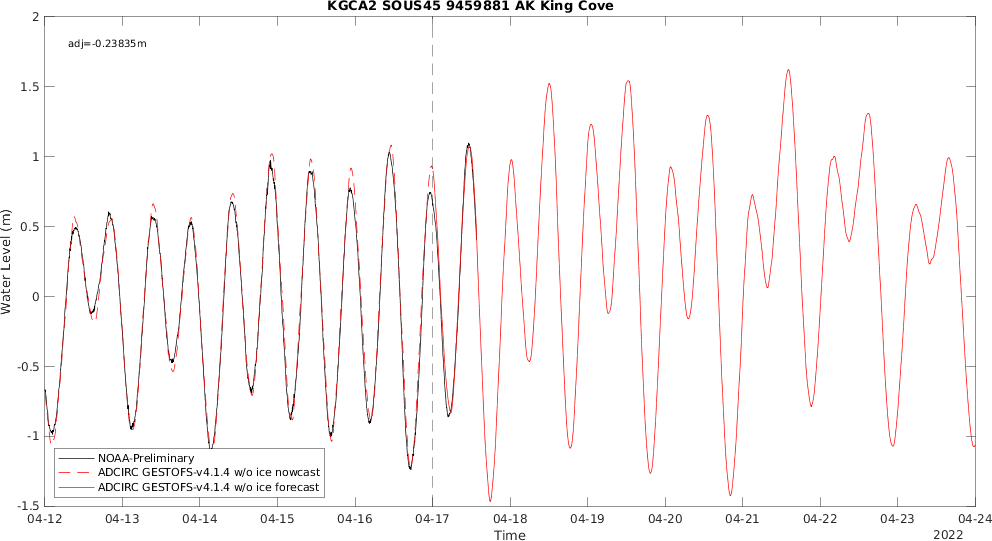 KGCA2 SOUS45 9459881 AK King Cove
adj=-0.23835m
Water Level (m)
2
1.5
1
0.5
0
-0.5
-1
-1.5
NOAA-Preliminary
ADCIRC GESTOFS-v4.1.4 w/o ice nowcast
ADCIRC GESTOFS-v4.1.4 w/o ice forecast
04-12 04-13 04-14 04-15 04-16 04-17 04-18 04-19 04-20 04-21 04-22 04-23 04-24
Time
2022